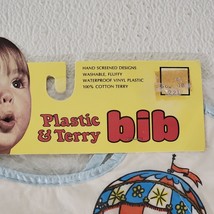 HAND SCREENED DESIGNS
WASHABLE, FLUFFY
WATERPROOF VINYL PLASTIC
100% COTTON TERRY
Plastic
& Terry bib